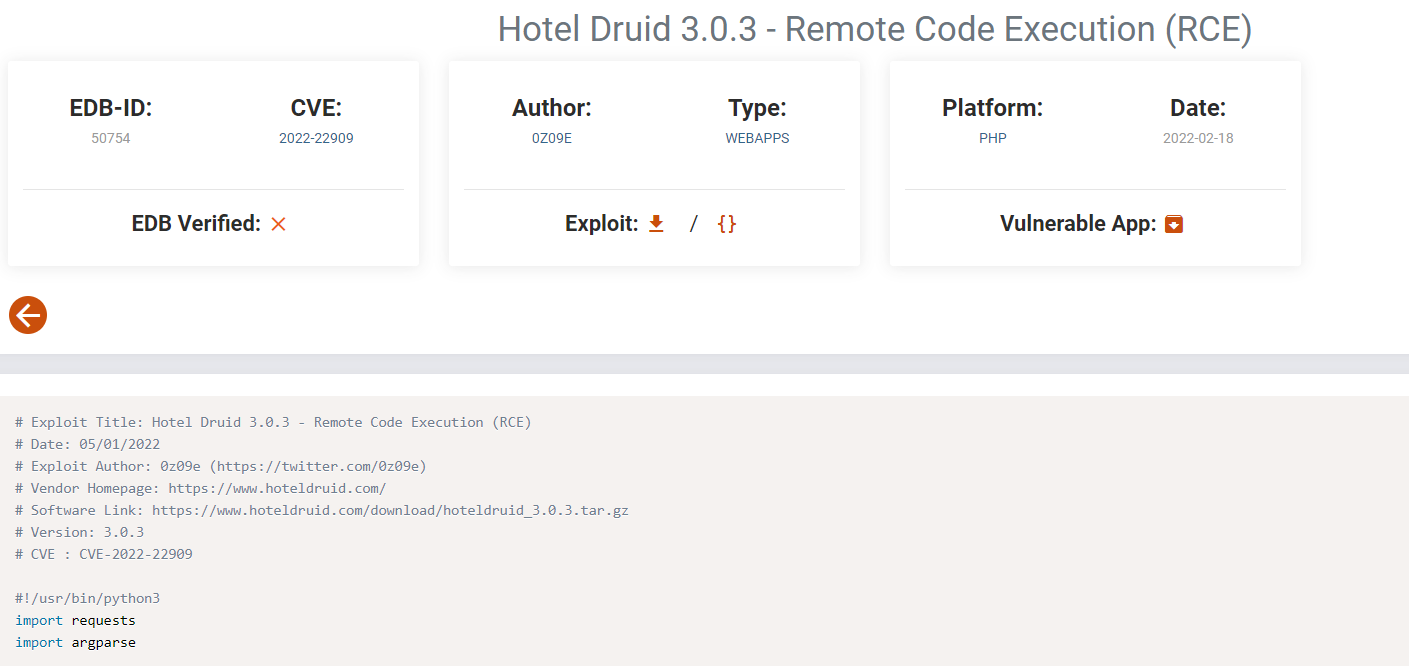 Hotel Druid 3.0.3 - Remote Code Execution (RCE)
EDB-ID:
50754
CVE:
2022-22909
EDB Verified:
Author:
0Z09E
Type:
WEBAPPS
Exploit: / {}
Platform:
PHP
Date:
2022-02-18
Vulnerable App:
# Exploit Title: Hotel Druid 3.0.3 - Remote Code Execution (RCE)
# Date: 05/01/2022
# Exploit Author: 0z09e (https://twitter.com/0z09e)
# Vendor Homepage: https://www.hoteldruid.com/
# Software Link: https://www.hoteldruid.com/download/hoteldruid_3.0.3.tar.gz
# Version: 3.0.3
# CVE : CVE-2022-22909
#!/usr/bin/python3
import requests
import argparse